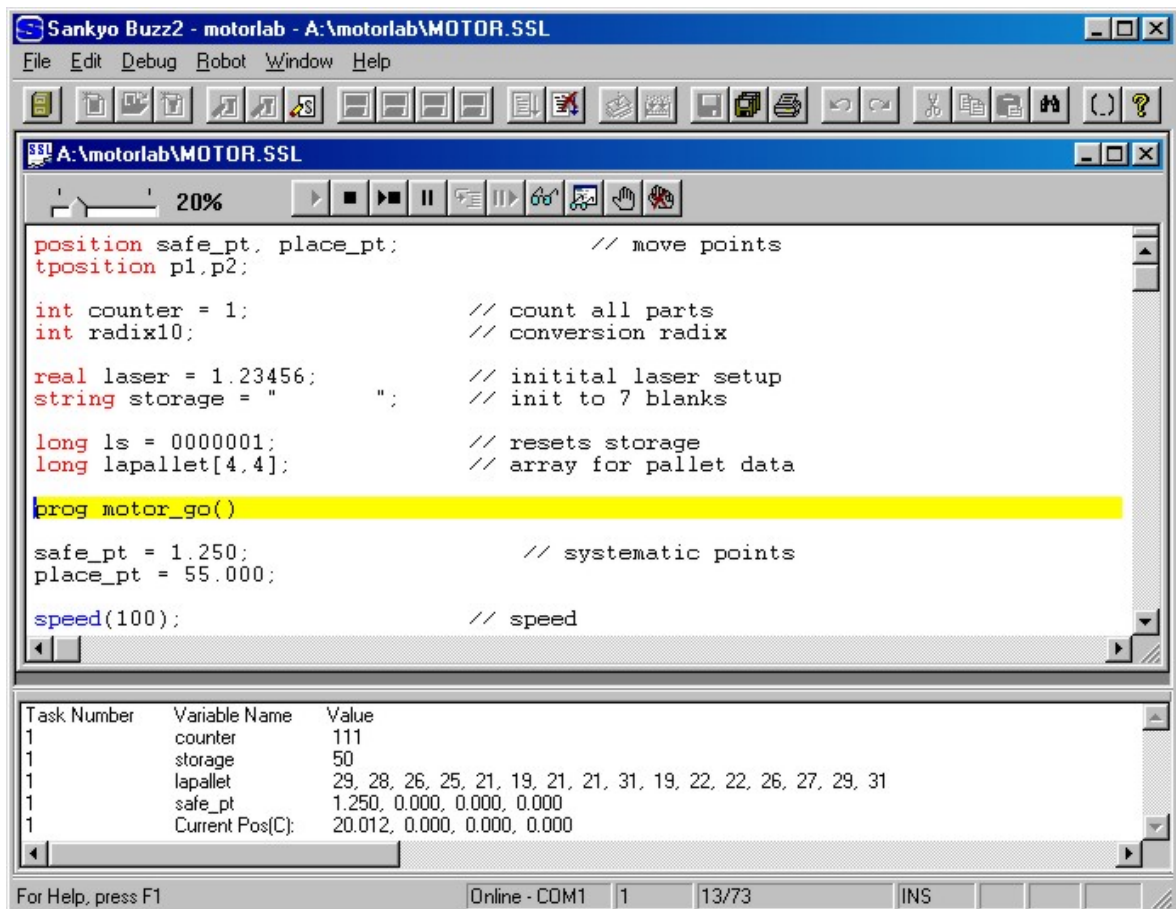 Sankyo Buzz2 - motorlab - A:\motorlab\MOTOR.SSL
File Edit Debug Robot Window Help
SSL A:\motorlab\MOTOR.SSL
20%
position safe_pt, place_pt; // move points
tposition p1,p2;
int counter = 1; // count all parts
int radix10; // conversion radix
real laser = 1.23456; // initital laser setup
string storage = "       "; // init to 7 blanks
long ls = 0000001; // resets storage
long lapallet[4,4]; // array for pallet data
prog motor_go()
safe_pt = 1.250; // systematic points
place_pt = 55.000;
speed(100); // speed
Task Number Variable Name Value
1 counter 111
1 storage 50
1 lapallet 29, 28, 26, 25, 21, 19, 21, 21, 31, 19, 22, 22, 26, 27, 29, 31
1 safe_pt 1.250, 0.000, 0.000, 0.000
1 Current Pos(C): 20.012, 0.000, 0.000, 0.000
For Help, press F1 Online - COM1 1 13/73 INS